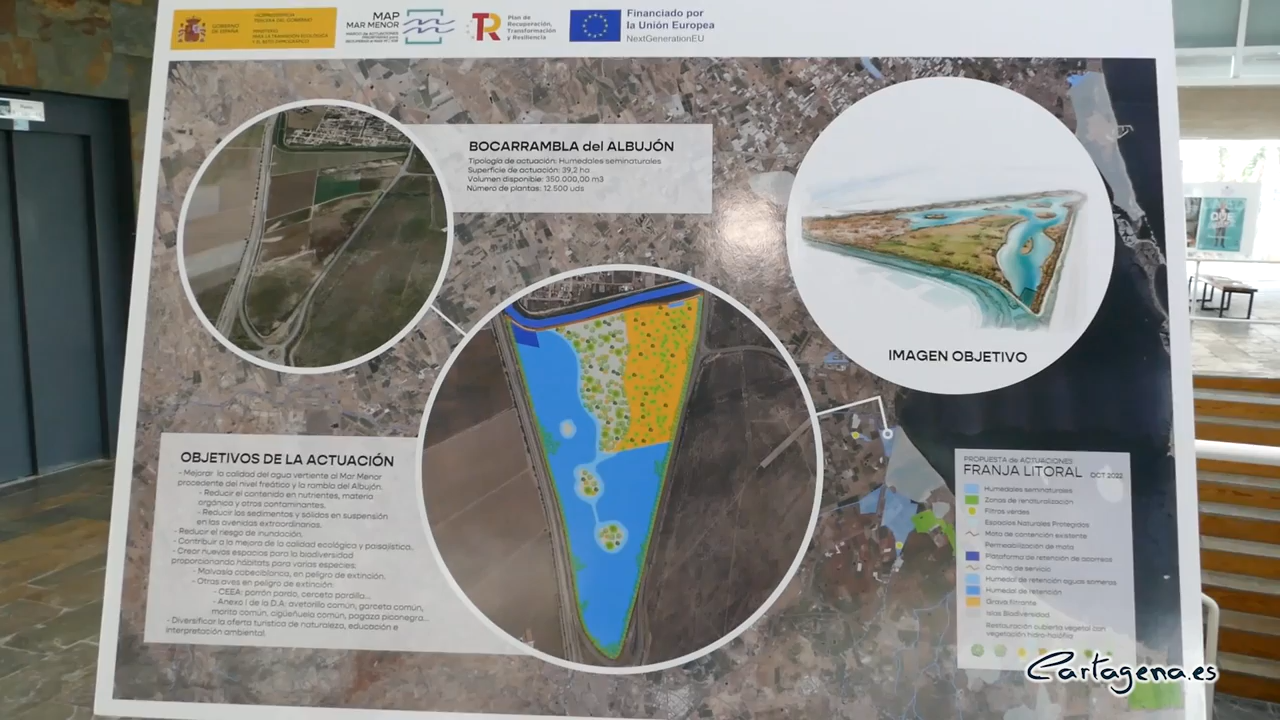 GOBIERNO
DE ESPAÑA
VICEPRESIDENCIA
TERCERA DEL GOBIERNO
MINISTERIO
PARA LA TRANSICIÓN ECOLÓGICA
Y EL RETO DEMOGRÁFICO
MAP
MAR MENOR
Plan de
Recuperación,
Transformación
y Resiliencia
Financiado por
la Unión Europea
NextGenerationEU
BOCARRAMBLA del ALBUJÓN
Tipología de actuación: Humedales seminaturales
Superficie de actuación: 39,2 ha
Volumen disponible: 350.000,00 m3
Número de plantas: 12.500 uds
IMAGEN OBJETIVO
OBJETIVOS DE LA ACTUACIÓN
- Mejorar la calidad del agua vertiente al Mar Menor
procedente del nivel freático y la rambla del Albujón.
- Reducir el contenido en nutrientes, materia
orgánica y otros contaminantes.
- Reducir los sedimentos y sólidos en suspensión
en las avenidas extraordinarias.
- Reducir el riesgo de inundación.
- Contribuir a la mejora de la calidad ecológica y paisajística.
- Crear nuevos espacios para la biodiversidad
proporcionando hábitats para varias especies:
- Malvasía cabeciblanca, en peligro de extinción.
- Otras aves en peligro de extinción:
- CEEA: porrón pardo, cerceta pardilla...
- Anexo I de la D.A: avetorillo común, garceta común,
morito común, cigüeñuela común, pagaza piconegra...
- Diversificar la oferta turística de naturaleza, educación e
interpretación ambiental.
PROPUESTA de ACTUACIONES
FRANJA LITORAL OCT 2022
Humedales seminaturales
Zonas de renaturalización
Filtros verdes
Espacios Naturales Protegidos
Mota de contención existente
Permeabilización de mota
Plataforma de retención de acarreos
Camino de servicio
Humedal de retención aguas someras
Humedal de retención
Grava filtrante
Islas Biodiversidad
Restauración cubierta vegetal con
vegetación hidro-halófila
Cartagena.es